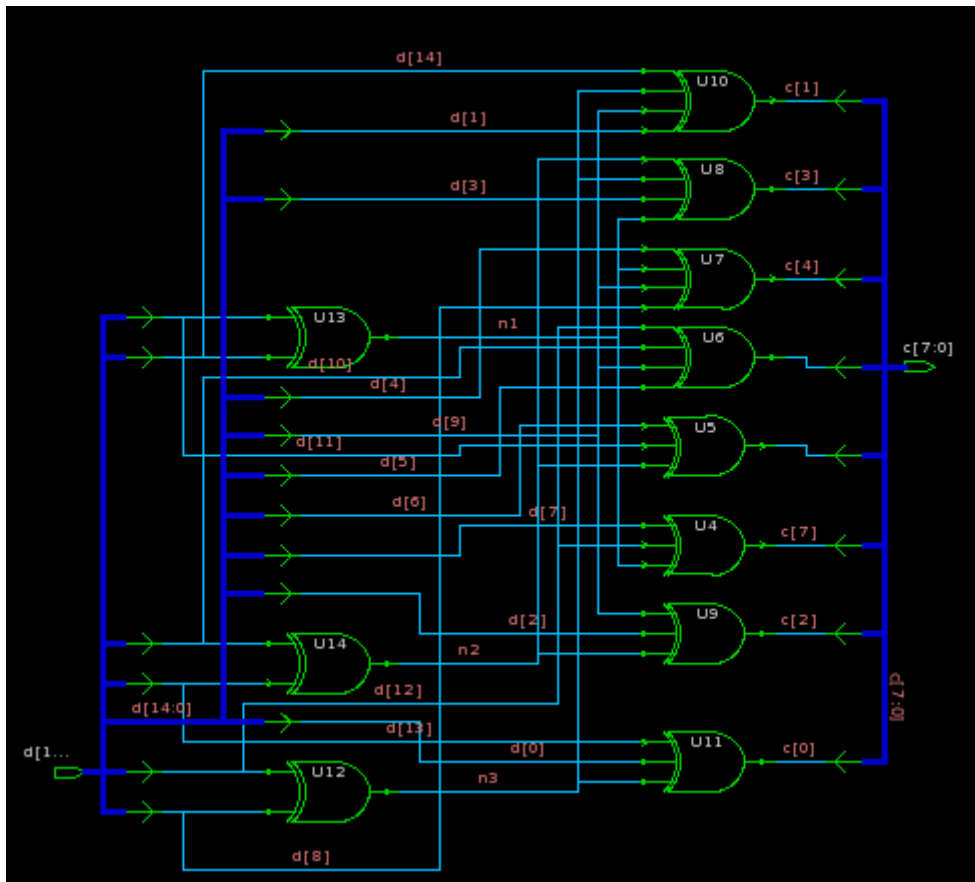 d[14]
U10
c[1]
d[1]
U8
c[3]
d[3]
U7
c[4]
U13
n1
U6
c[7:0]
d[10]
d[4]
d[9]
U5
d[11]
d[5]
d[6]
d[7]
U4
c[7]
U9
d[2]
c[2]
U14
n2
d[12]
c[7:0]
d[14:0]
d[13]
d[0]
U11
c[0]
d[1...
U12
n3
d[8]